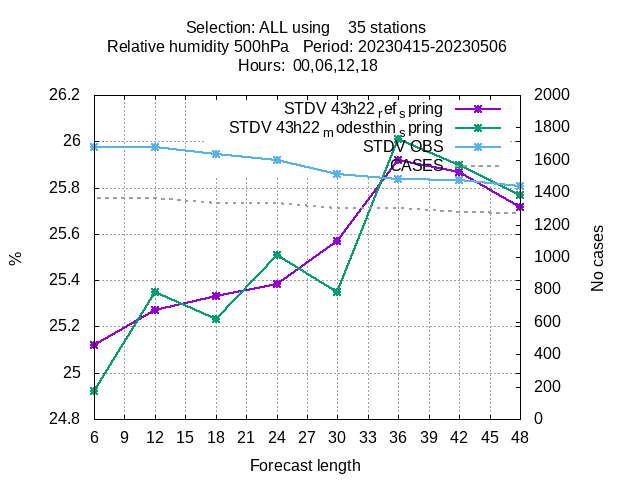 Selection: ALL using    35 stations
Relative humidity 500hPa   Period: 20230415-20230506
Hours: 00,06,12,18
STDV 43h22_ref_spring
STDV 43h22_modesthin_spring
STDV OBS
CASES
26.2
26
25.8
25.6
25.4
25.2
25
24.8
%
2000
1800
1600
1400
1200
1000
800
600
400
200
0
No cases
6 9 12 15 18 21 24 27 30 33 36 39 42 45 48
Forecast length